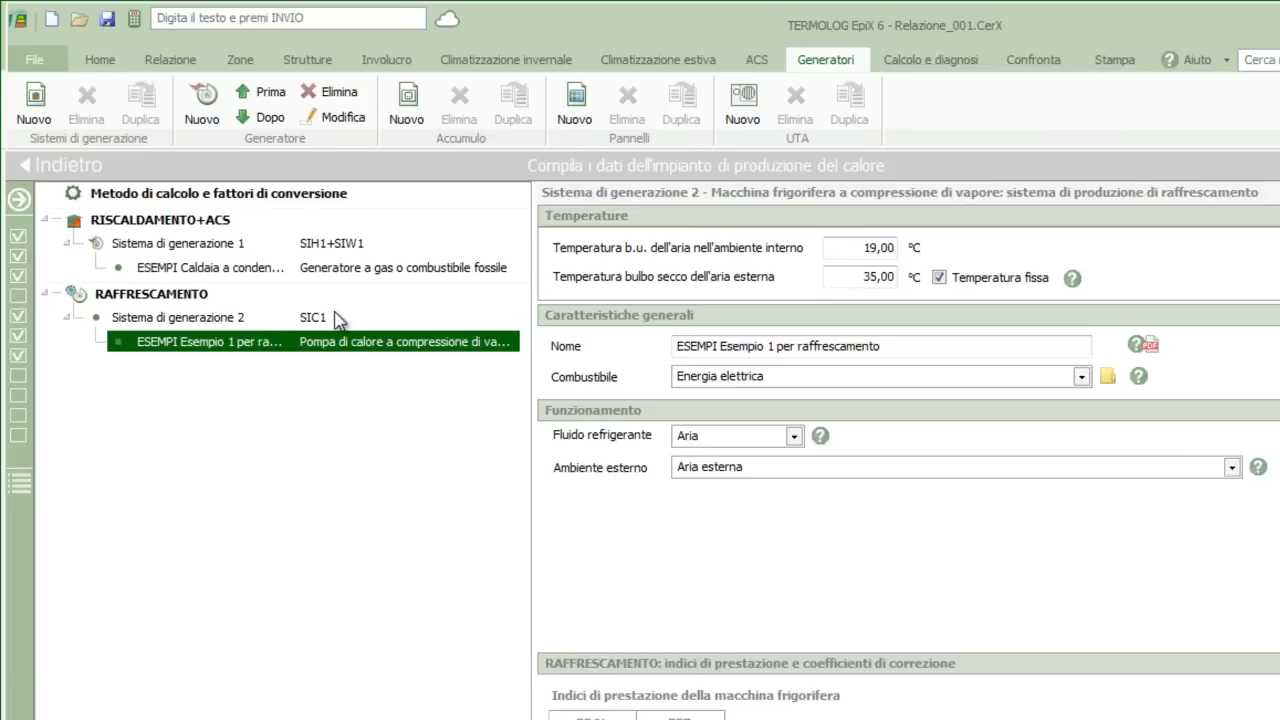 Digita il testo e premi INVIO
TERMOLOG EpiX 6 - Relazione_001.CerX
File Home Relazione Zone Strutture Involucro Climatizzazione invernale Climatizzazione estiva ACS Generatori Calcolo e diagnosi Confronta Stampa Aiuto Cerca
Nuovo Elimina Duplica
Sistemi di generazione
Nuovo Prima Elimina
Dopo Modifica
Generatore
Nuovo Elimina Duplica
Accumulo
Nuovo Elimina Duplica
Pannelli
Nuovo Elimina Duplica
UTA
Indietro
Compila i dati dell'impianto di produzione del calore
Metodo di calcolo e fattori di conversione
RISCALDAMENTO+ACS
Sistema di generazione 1 SIH1+SIW1
ESEMPI Caldaia a conden... Generatore a gas o combustibile fossile
RAFFRESCAMENTO
Sistema di generazione 2 SIC1
ESEMPI Esempio 1 per ra... Pompa di calore a compressione di va...
Sistema di generazione 2 - Macchina frigorifera a compressione di vapore: sistema di produzione di raffrescamento
Temperature
Temperatura b.u. dell'aria nell'ambiente interno 19,00 °C
Temperatura bulbo secco dell'aria esterna 35,00 °C Temperatura fissa
Caratteristiche generali
Nome ESEMPI Esempio 1 per raffrescamento
Combustibile Energia elettrica
Funzionamento
Fluido refrigerante Aria
Ambiente esterno Aria esterna
RAFFRESCAMENTO: indici di prestazione e coefficienti di correzione
Indici di prestazione della macchina frigorifera